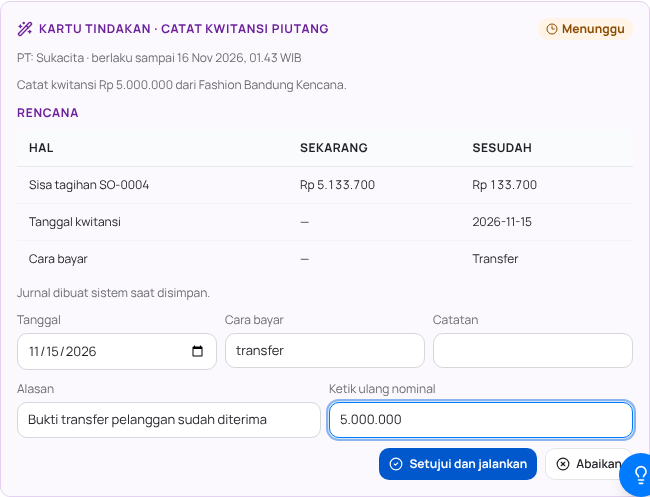 KARTU TINDAKAN · CATAT KWITANSI PIUTANG
Menunggu
PT: Sukacita · berlaku sampai 16 Nov 2026, 01.43 WIB
Catat kwitansi Rp 5.000.000 dari Fashion Bandung Kencana.
RENCANA
HAL SEKARANG SESUDAH
Sisa tagihan SO-0004 Rp 5.133.700 Rp 133.700
Tanggal kwitansi — 2026-11-15
Cara bayar — Transfer
Jurnal dibuat sistem saat disimpan.
Tanggal Cara bayar Catatan
11/15/2026 transfer
Alasan Ketik ulang nominal
Bukti transfer pelanggan sudah diterima 5.000.000
Setujui dan jalankan Abaikan